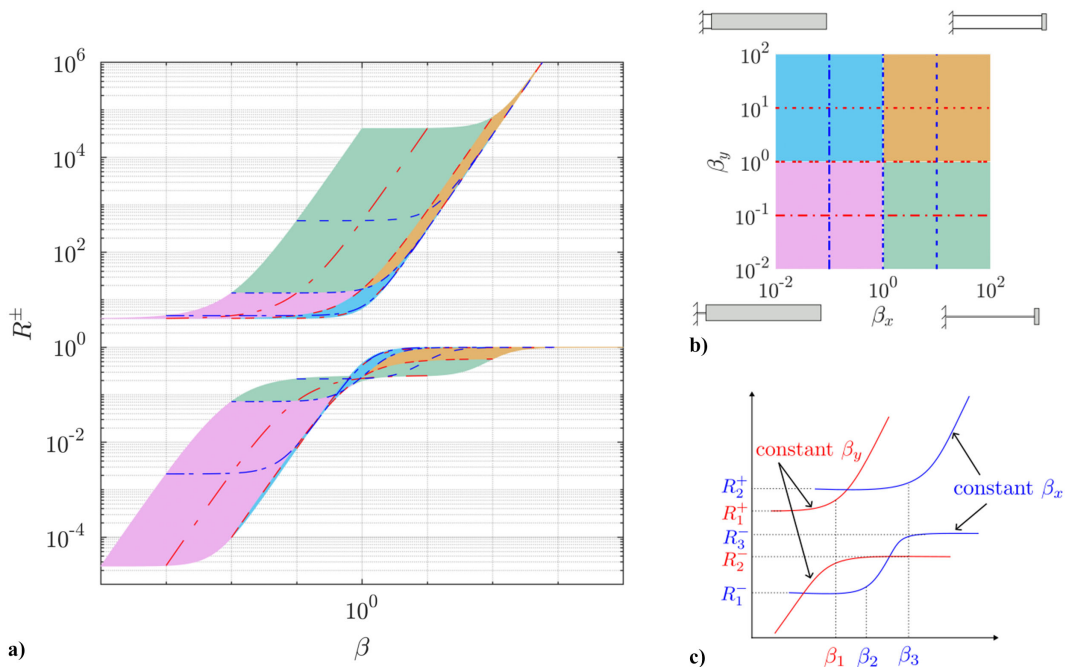 10^6
10^4
10^2
10^0
10^-2
10^-4
R^±
10^0
β
a)
10^2
10^1
10^0
10^-1
10^-2
β_y
10^-2
10^0
10^2
β_x
b)
constant β_y
constant β_x
R_2^+
R_1^+
R_3^-
R_2^-
R_1^-
β_1
β_2
β_3
c)